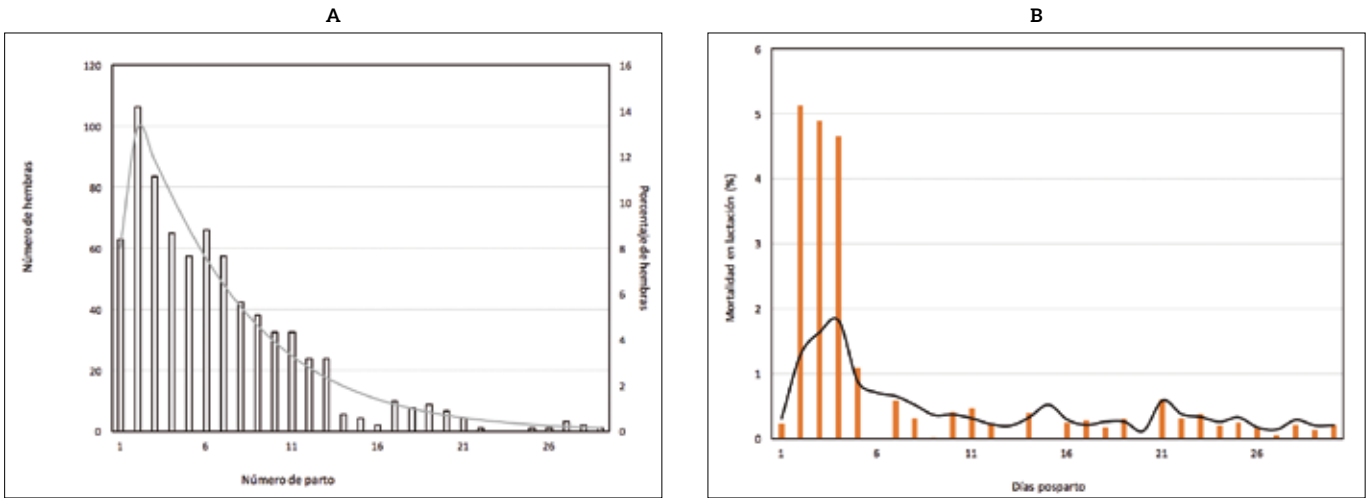 A
120
100
80
60
40
20
0
Número de hembras
16
14
12
10
8
6
4
2
0
Porcentaje de hembras
1 6 11 16 21 26
Número de parto
B
6
5
4
3
2
1
0
Mortalidad en lactación (%)
1 6 11 16 21 26
Días posparto